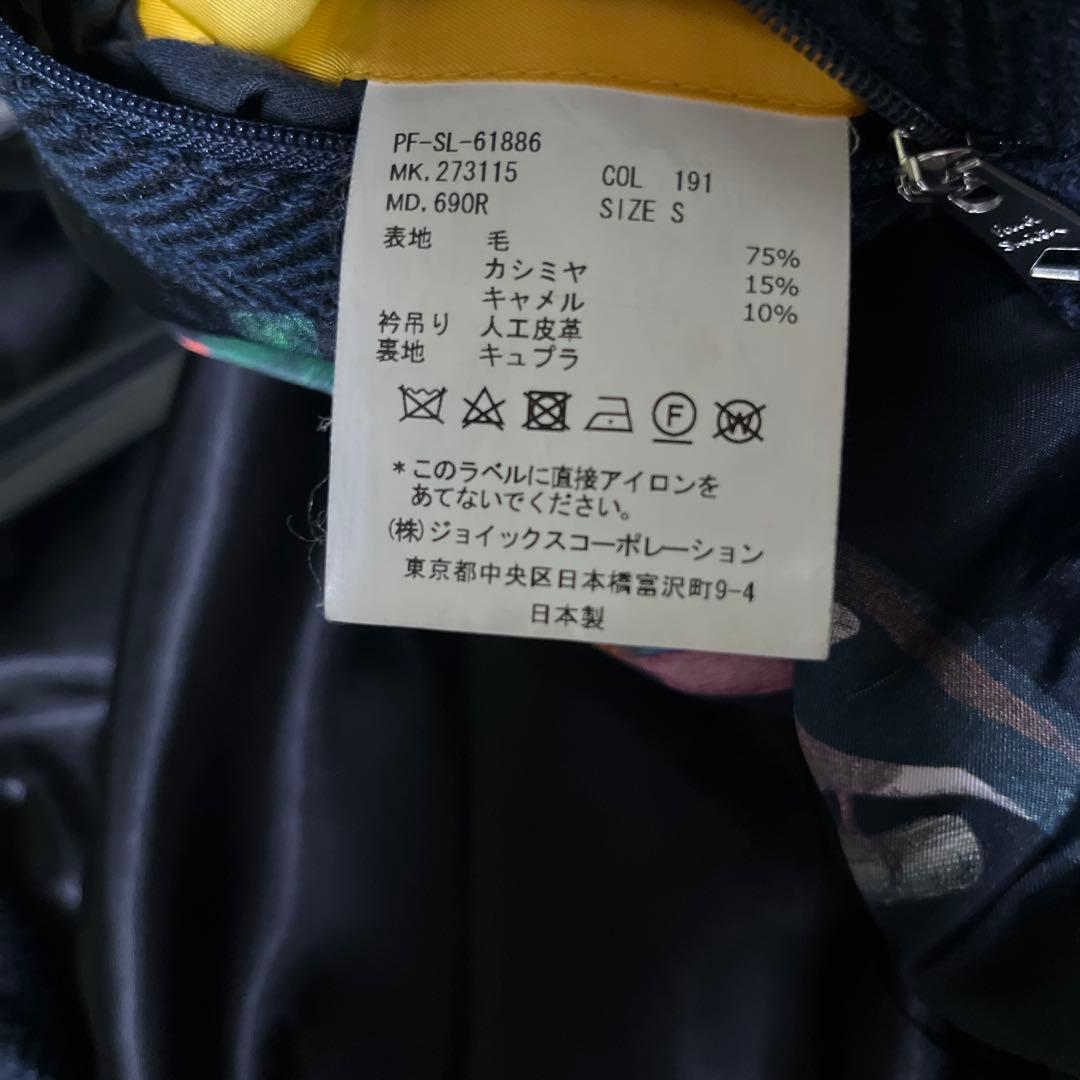 PF-SL-61886
MK.273115 COL 191
MD.690R SIZE S
表地 毛 75%
カシミヤ 15%
キャメル 10%
衿吊り 人工皮革
裏地 キュプラ
F W
*このラベルに直接アイロンを
あてないでください。
(株)ジョイックスコーポレーション
東京都中央区日本橋富沢町9-4
日本製